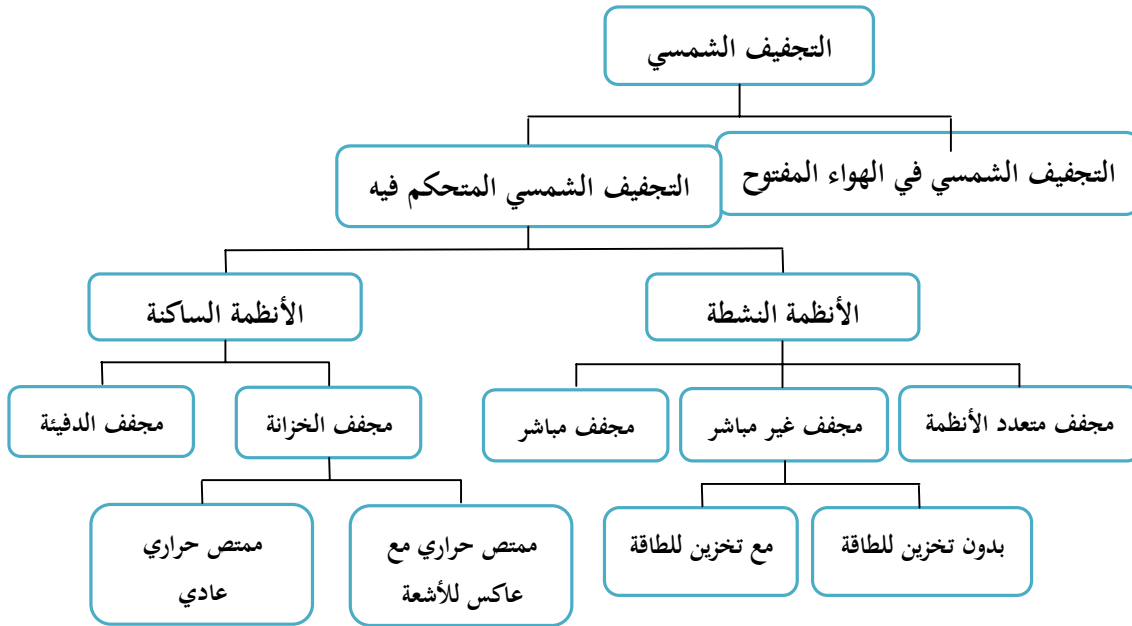 التجفيف الشمسي
التجفيف الشمسي في الهواء المفتوح
التجفيف الشمسي المتحكم فيه
الأنظمة النشطة
الأنظمة الساكنة
مجفف متعدد الأنظمة
مجفف غير مباشر
مجفف مباشر
مجفف الخزانة
مجفف الدفيئة
بدون تخزين للطاقة
مع تخزين للطاقة
ممتص حراري مع
عاكس للأشعة
ممتص حراري
عادي